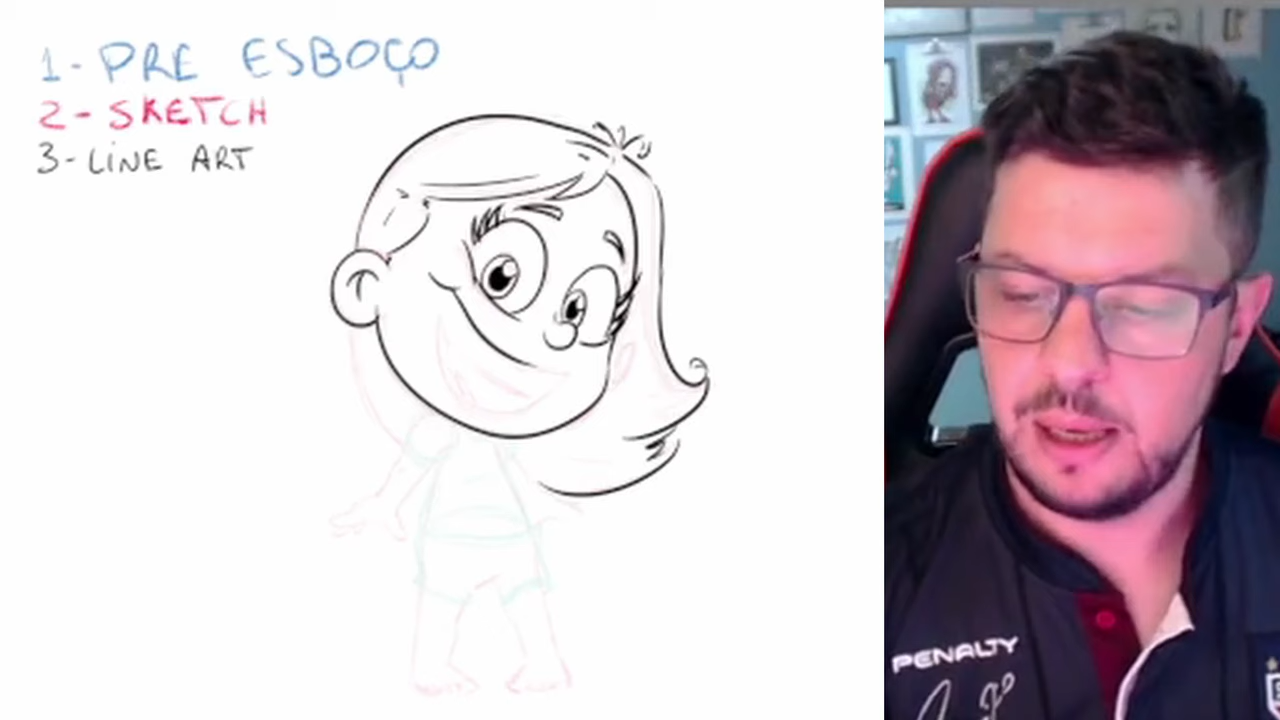 1- PRE ESBOÇO
2- SKETCH
3- LINE ART
PENALTY